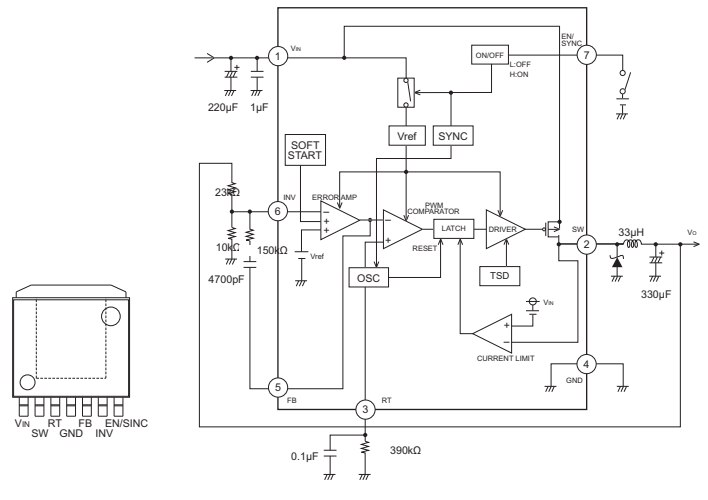 EN/
SYNC
1
VIN
ON/OFF
7
L:OFF
H:ON
220µF
1µF
Vref
SYNC
SOFT
START
23kΩ
6
INV
ERROR AMP
PWM
COMPARATOR
LATCH
DRIVER
SW
2
33µH
Vo
10kΩ
150kΩ
RESET
Vref
4700pF
OSC
TSD
330µF
VIN
CURRENT LIMIT
4
GND
5
FB
3
RT
0.1µF
390kΩ
VIN RT FB EN/SINC
SW GND INV